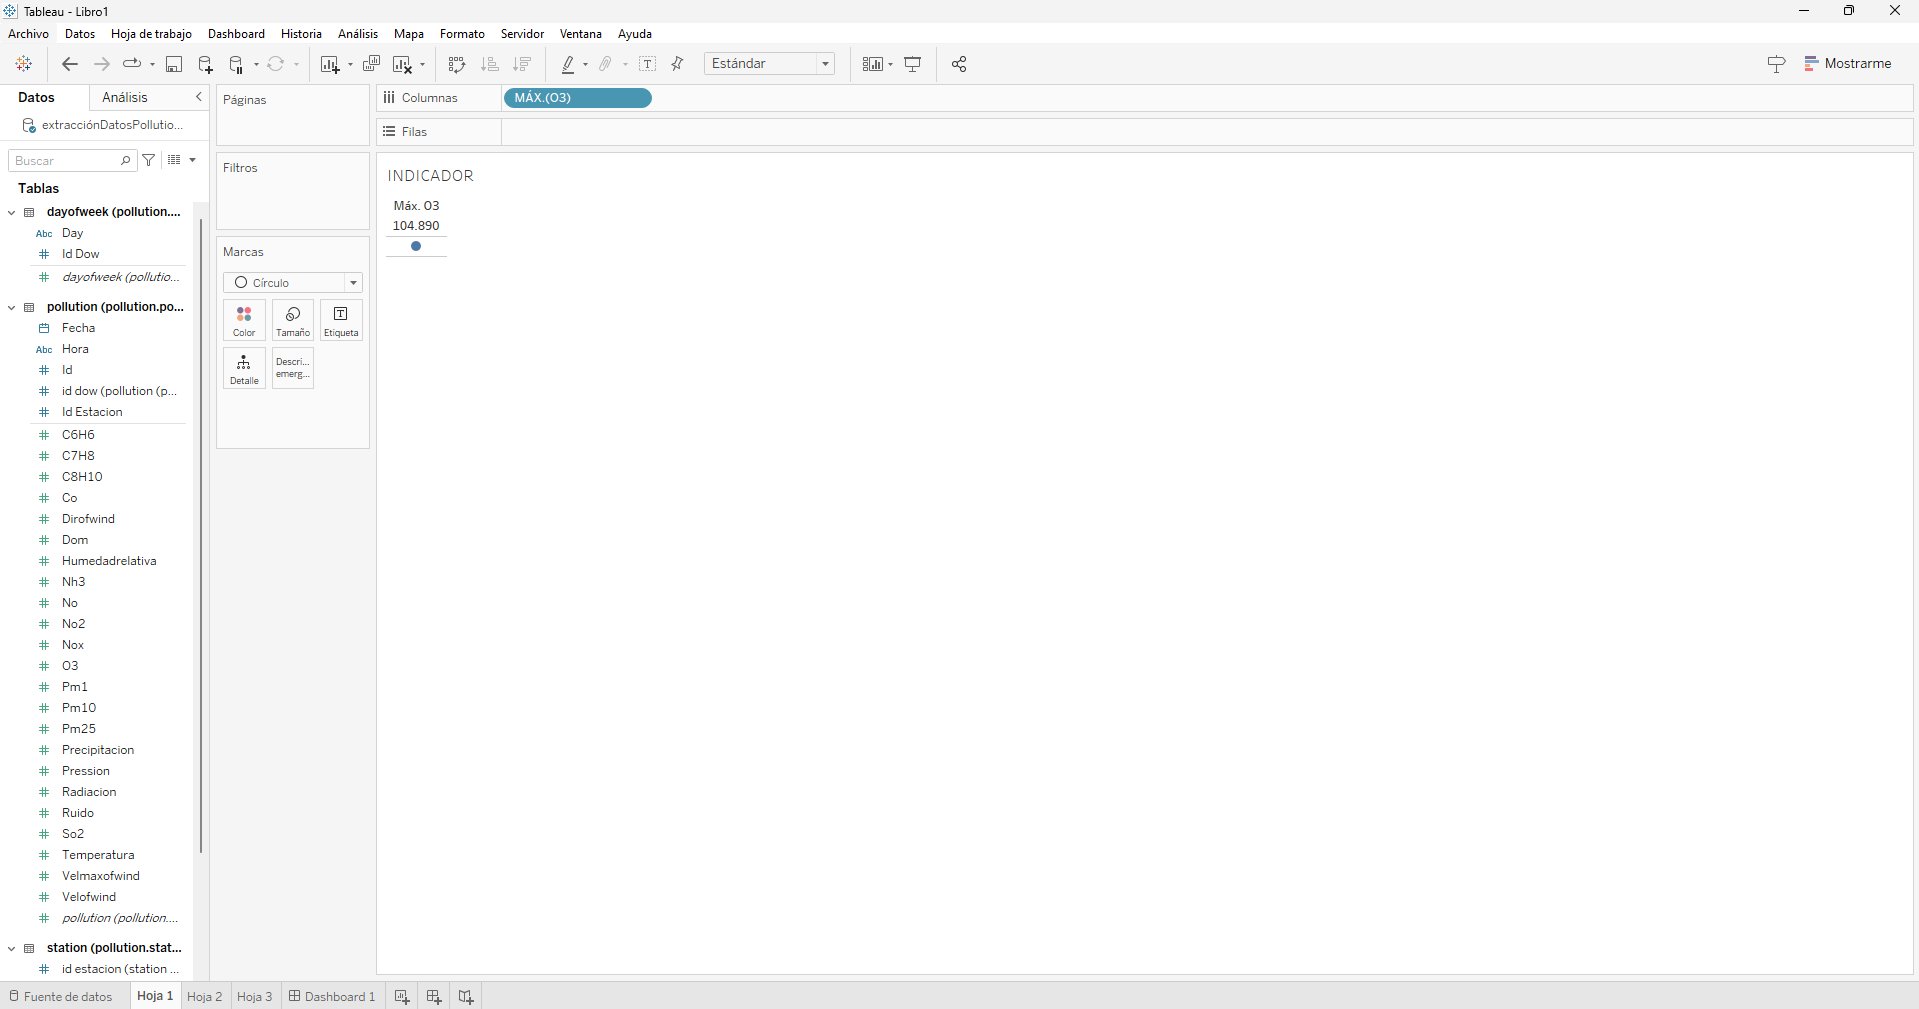 Tableau - Libro1
Archivo Datos Hoja de trabajo Dashboard Historia Análisis Mapa Formato Servidor Ventana Ayuda
Estándar
Mostrarme
Datos Análisis
extracciónDatosPollutio...
Buscar
Tablas
dayofweek (pollution....
Abc Day
Id Dow
dayofweek (pollutio...
pollution (pollution.po...
Fecha
Abc Hora
Id
id dow (pollution (p...
Id Estacion
C6H6
C7H8
C8H10
Co
Dirofwind
Dom
Humedadrelativa
Nh3
No
No2
Nox
O3
Pm1
Pm10
Pm25
Precipitacion
Pression
Radiacion
Ruido
So2
Temperatura
Velmaxofwind
Velofwind
pollution (pollution....
station (pollution.stat...
id estacion (station ...
Páginas
Filtros
Marcas
Círculo
Color Tamaño Etiqueta
Detalle Descri... emerg...
Columnas MÁX.(O3)
Filas
INDICADOR
Máx. O3
104.890
Fuente de datos Hoja 1 Hoja 2 Hoja 3 Dashboard 1